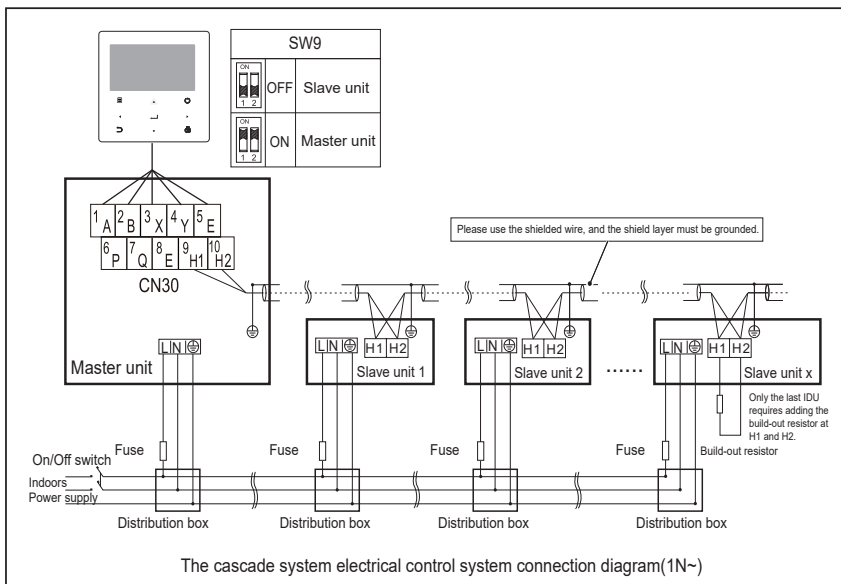 SW9
ON
1 2
OFF
Slave unit
ON
1 2
ON
Master unit
1 A
2 B
3 X
4 Y
5 E
6 P
7 Q
8 E
9 H1
10 H2
CN30
Please use the shielded wire, and the shield layer must be grounded.
L N
Master unit
L N
H1 H2
Slave unit 1
L N
H1 H2
Slave unit 2
......
L N
H1 H2
Slave unit x
Only the last IDU
requires adding the
build-out resistor at
H1 and H2.
Build-out resistor
Fuse
Fuse
Fuse
Fuse
On/Off switch
Indoors
Power supply
Distribution box
Distribution box
Distribution box
Distribution box
The cascade system electrical control system connection diagram(1N~)